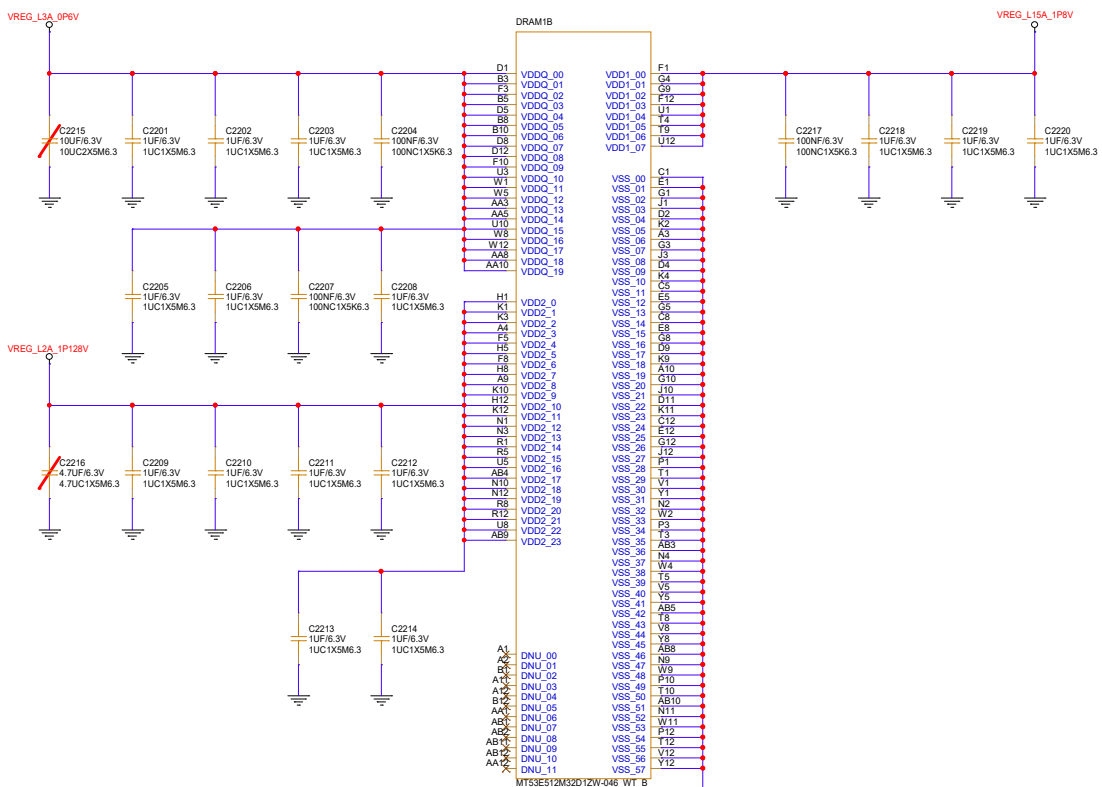 VREG_L3A_0P6V
VREG_L15A_1P8V
DRAM1B
D1 VDDQ_00
B3 VDDQ_01
F3 VDDQ_02
B5 VDDQ_03
D5 VDDQ_04
B8 VDDQ_05
B10 VDDQ_06
D8 VDDQ_07
D12 VDDQ_08
F10 VDDQ_09
U3 VDDQ_10
W1 VDDQ_11
W5 VDDQ_12
AA3 VDDQ_13
AA5 VDDQ_14
U10 VDDQ_15
W8 VDDQ_16
W12 VDDQ_17
AA8 VDDQ_18
AA10 VDDQ_19
VDD1_00 F1
VDD1_01 G4
VDD1_02 G9
VDD1_03 F12
VDD1_04 U1
VDD1_05 T4
VDD1_06 T9
VDD1_07 U12
C2215
10UF/6.3V
10UC2X5M6.3
C2201
1UF/6.3V
1UC1X5M6.3
C2202
1UF/6.3V
1UC1X5M6.3
C2203
1UF/6.3V
1UC1X5M6.3
C2204
100NF/6.3V
100NC1X5K6.3
C2217
100NF/6.3V
100NC1X5K6.3
C2218
1UF/6.3V
1UC1X5M6.3
C2219
1UF/6.3V
1UC1X5M6.3
C2220
1UF/6.3V
1UC1X5M6.3
C2205
1UF/6.3V
1UC1X5M6.3
C2206
1UF/6.3V
1UC1X5M6.3
C2207
100NF/6.3V
100NC1X5K6.3
C2208
1UF/6.3V
1UC1X5M6.3
VREG_L2A_1P128V
H1 VDD2_0
K1 VDD2_1
K3 VDD2_2
A4 VDD2_3
F5 VDD2_4
H5 VDD2_5
F8 VDD2_6
H8 VDD2_7
A9 VDD2_8
K10 VDD2_9
H12 VDD2_10
K12 VDD2_11
N1 VDD2_12
N3 VDD2_13
R1 VDD2_14
R5 VDD2_15
U5 VDD2_16
AB4 VDD2_17
N10 VDD2_18
N12 VDD2_19
R8 VDD2_20
R12 VDD2_21
U8 VDD2_22
AB9 VDD2_23
C2216
4.7UF/6.3V
4.7UC1X5M6.3
C2209
1UF/6.3V
1UC1X5M6.3
C2210
1UF/6.3V
1UC1X5M6.3
C2211
1UF/6.3V
1UC1X5M6.3
C2212
1UF/6.3V
1UC1X5M6.3
C2213
1UF/6.3V
1UC1X5M6.3
C2214
1UF/6.3V
1UC1X5M6.3
VSS_00 C1
VSS_01 E1
VSS_02 G1
VSS_03 J1
VSS_04 D2
VSS_05 K2
VSS_06 A3
VSS_07 G3
VSS_08 J3
VSS_09 D4
VSS_10 K4
VSS_11 C5
VSS_12 E5
VSS_13 G5
VSS_14 C8
VSS_15 E8
VSS_16 G8
VSS_17 D9
VSS_18 K9
VSS_19 A10
VSS_20 G10
VSS_21 J10
VSS_22 D11
VSS_23 K11
VSS_24 C12
VSS_25 E12
VSS_26 G12
VSS_27 J12
VSS_28 P1
VSS_29 T1
VSS_30 V1
VSS_31 Y1
VSS_32 N2
VSS_33 W2
VSS_34 P3
VSS_35 T3
VSS_36 AB3
VSS_37 N4
VSS_38 W4
VSS_39 T5
VSS_40 V5
VSS_41 Y5
VSS_42 AB5
VSS_43 T8
VSS_44 V8
VSS_45 Y8
VSS_46 AB8
VSS_47 N9
VSS_48 W9
VSS_49 P10
VSS_50 T10
VSS_51 AB10
VSS_52 N11
VSS_53 W11
VSS_54 P12
VSS_55 T12
VSS_56 V12
VSS_57 Y12
A1 DNU_00
A2 DNU_01
B1 DNU_02
A11 DNU_03
A12 DNU_04
B12 DNU_05
AA1 DNU_06
AB1 DNU_07
AB2 DNU_08
AB11 DNU_09
AB12 DNU_10
AA12 DNU_11
MT53E512M32D1ZW-046_WT_B